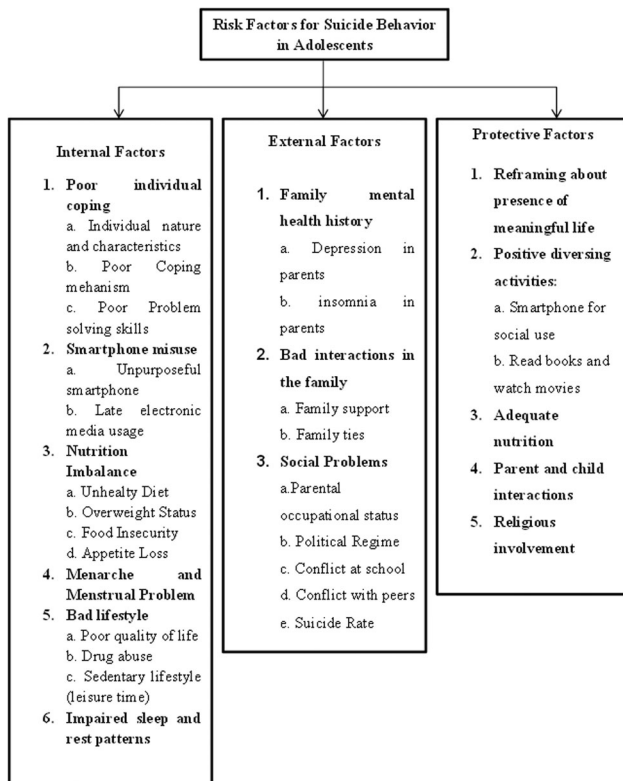 Risk Factors for Suicide Behavior
in Adolescents
Internal Factors
1. Poor individual
coping
a. Individual nature
and characteristics
b. Poor Coping
mehanism
c. Poor Problem
solving skills
2. Smartphone misuse
a. Unpurposeful
smartphone
b. Late electronic
media usage
3. Nutrition
Imbalance
a. Unhealty Diet
b. Overweight Status
c. Food Insecurity
d. Appetite Loss
4. Menarche and
Menstrual Problem
5. Bad lifestyle
a. Poor quality of life
b. Drug abuse
c. Sedentary lifestyle
(leisure time)
6. Impaired sleep and
rest patterns
External Factors
1. Family mental
health history
a. Depression in
parents
b. insomnia in
parents
2. Bad interactions in
the family
a. Family support
b. Family ties
3. Social Problems
a.Parental
occupational status
b. Political Regime
c. Conflict at school
d. Conflict with peers
e. Suicide Rate
Protective Factors
1. Reframing about
presence of
meaningful life
2. Positive diversing
activities:
a. Smartphone for
social use
b. Read books and
watch movies
3. Adequate
nutrition
4. Parent and child
interactions
5. Religious
involvement